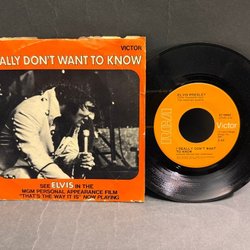 VICTOR
ALLY DON'T WANT TO KNOW
SEE ELVIS IN THE
MGM PERSONAL APPEARANCE FILM
"THAT'S THE WAY IT IS" NOW PLAYING
ELVIS PRESLEY
RCA
Victor
I REALLY DON'T WANT
TO KNOW